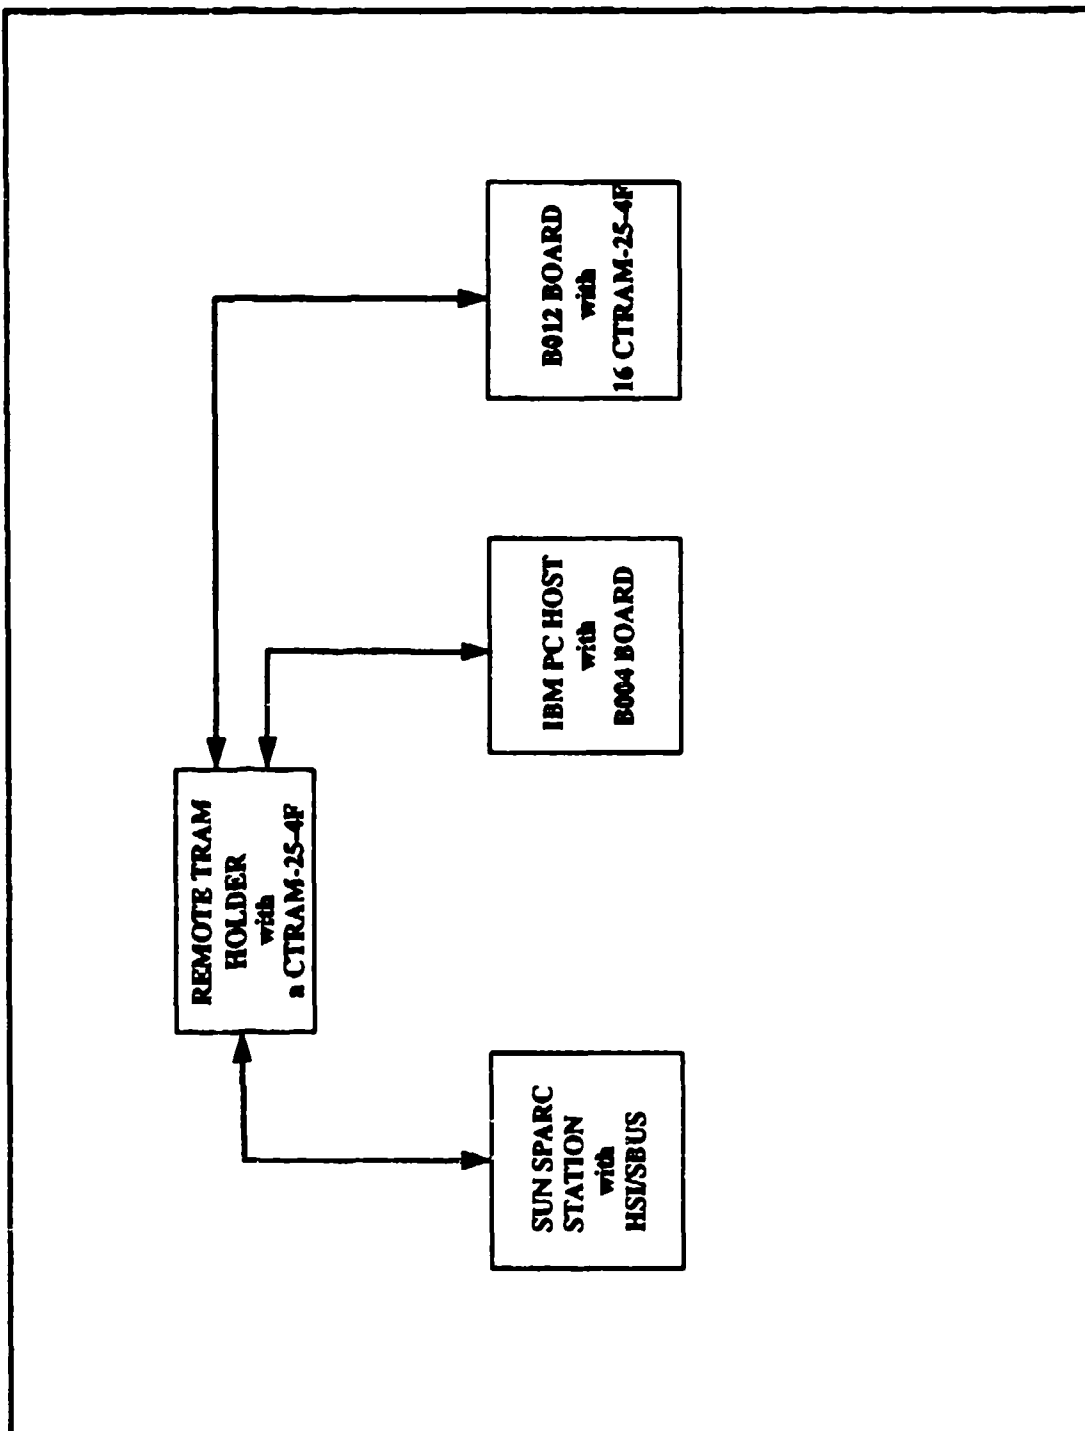 REMOTE TRAM
HOLDER
with
a CTRAM-25-4F
SUN SPARC
STATION
with
HSI/SBUS
IBM PC HOST
with
B004 BOARD
B012 BOARD
with
16 CTRAM-25-4F